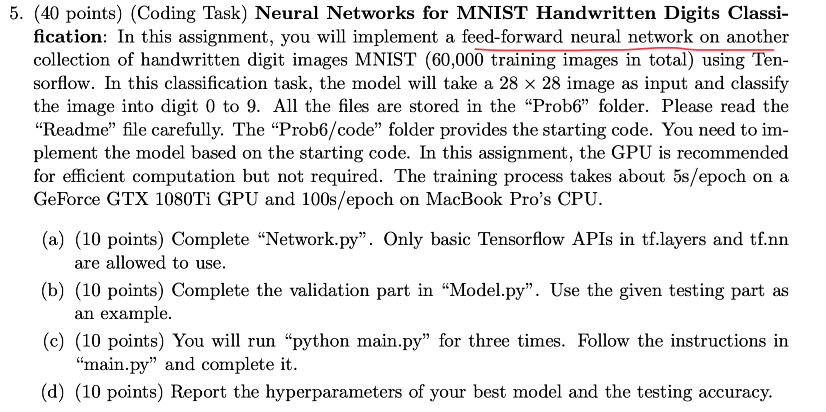 5. (40 points) (Coding Task) Neural Networks for MNIST Handwritten Digits Classi-
fication: In this assignment, you will implement a feed-forward neural network on another
collection of handwritten digit images MNIST (60,000 training images in total) using Ten-
sorflow. In this classification task, the model will take a 28 × 28 image as input and classify
the image into digit 0 to 9. All the files are stored in the “Prob6” folder. Please read the
“Readme” file carefully. The “Prob6/code” folder provides the starting code. You need to im-
plement the model based on the starting code. In this assignment, the GPU is recommended
for efficient computation but not required. The training process takes about 5s/epoch on a
GeForce GTX 1080Ti GPU and 100s/epoch on MacBook Pro’s CPU.
(a) (10 points) Complete “Network.py”. Only basic Tensorflow APIs in tf.layers and tf.nn
are allowed to use.
(b) (10 points) Complete the validation part in “Model.py”. Use the given testing part as
an example.
(c) (10 points) You will run “python main.py” for three times. Follow the instructions in
“main.py” and complete it.
(d) (10 points) Report the hyperparameters of your best model and the testing accuracy.